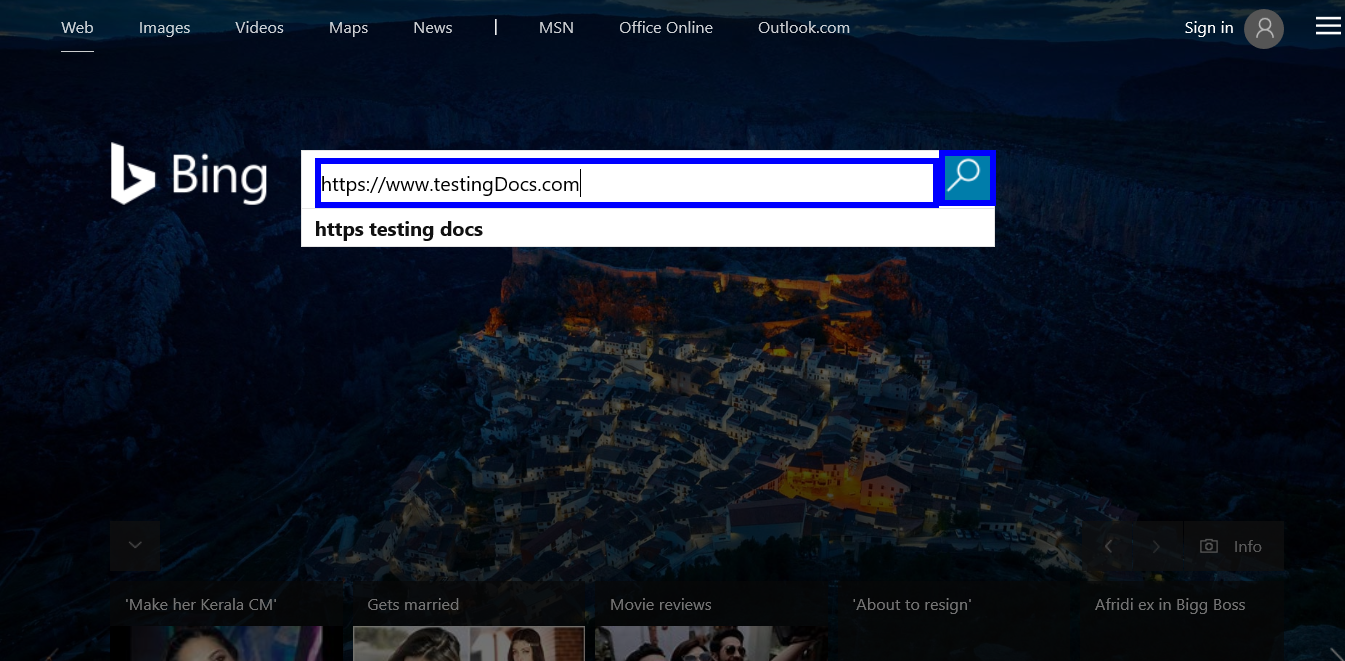 Web Images Videos Maps News | MSN Office Online Outlook.com Sign in
Bing
https://www.testingDocs.com
https testing docs
Info
'Make her Kerala CM' Gets married Movie reviews 'About to resign' Afridi ex in Bigg Boss